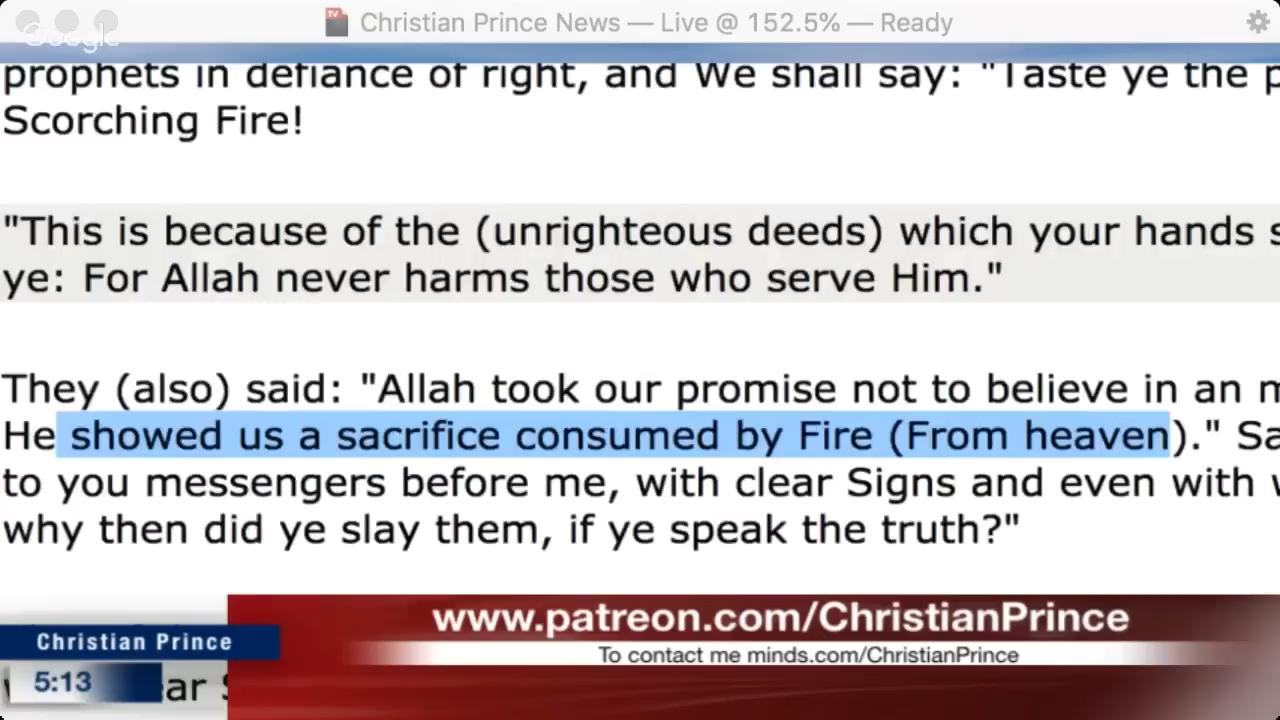 Christian Prince News — Live @ 152.5% — Ready
Google
prophets in defiance of right, and We shall say: "Taste ye the
Scorching Fire!
"This is because of the (unrighteous deeds) which your hands
ye: For Allah never harms those who serve Him."
They (also) said: "Allah took our promise not to believe in an
He showed us a sacrifice consumed by Fire (From heaven)."
to you messengers before me, with clear Signs and even with
why then did ye slay them, if ye speak the truth?"
www.patreon.com/ChristianPrince
Christian Prince
To contact me minds.com/ChristianPrince
5:13